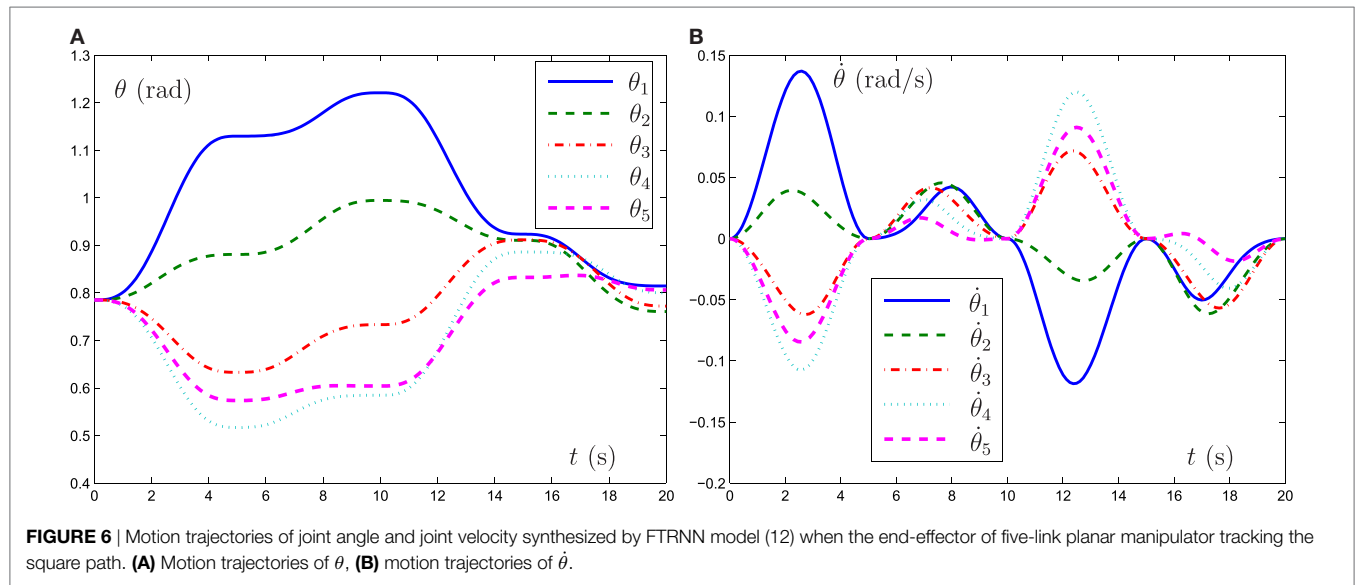 A
B
1.3
1.2
1.1
1
0.9
0.8
0.7
0.6
0.5
0.4
0 2 4 6 8 10 12 14 16 18 20
θ (rad)
θ1
θ2
θ3
θ4
θ5
t (s)
0.15
0.1
0.05
0
−0.05
−0.1
−0.15
−0.2
0 2 4 6 8 10 12 14 16 18 20
θ̇ (rad/s)
θ̇1
θ̇2
θ̇3
θ̇4
θ̇5
t (s)
FIGURE 6 | Motion trajectories of joint angle and joint velocity synthesized by FTRNN model (12) when the end-effector of five-link planar manipulator tracking the
square path. (A) Motion trajectories of θ, (B) motion trajectories of θ̇.